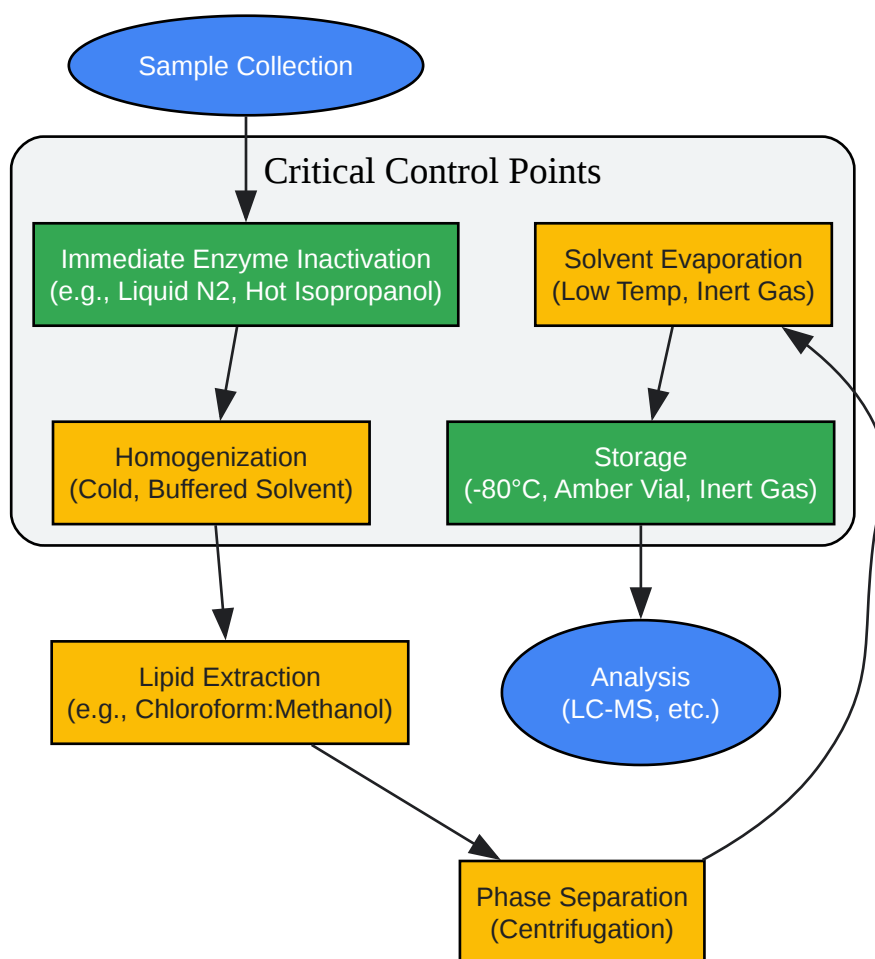 Sample Collection
Critical Control Points
Immediate Enzyme Inactivation
(e.g., Liquid N2, Hot Isopropanol)
Solvent Evaporation
(Low Temp, Inert Gas)
Homogenization
(Cold, Buffered Solvent)
Storage
(-80°C, Amber Vial, Inert Gas)
Lipid Extraction
(e.g., Chloroform:Methanol)
Analysis
(LC-MS, etc.)
Phase Separation
(Centrifugation)